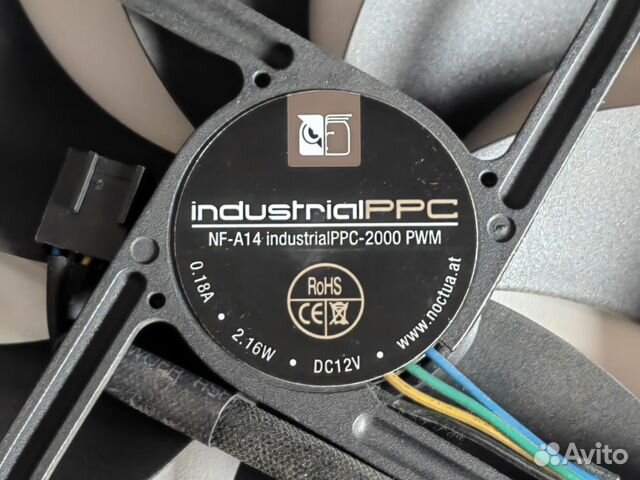 industrialPPC
NF-A14 industrialPPC-2000 PWM
RoHS
CE
0.18A • 2.16W • DC12V • www.noctua.at
Avito